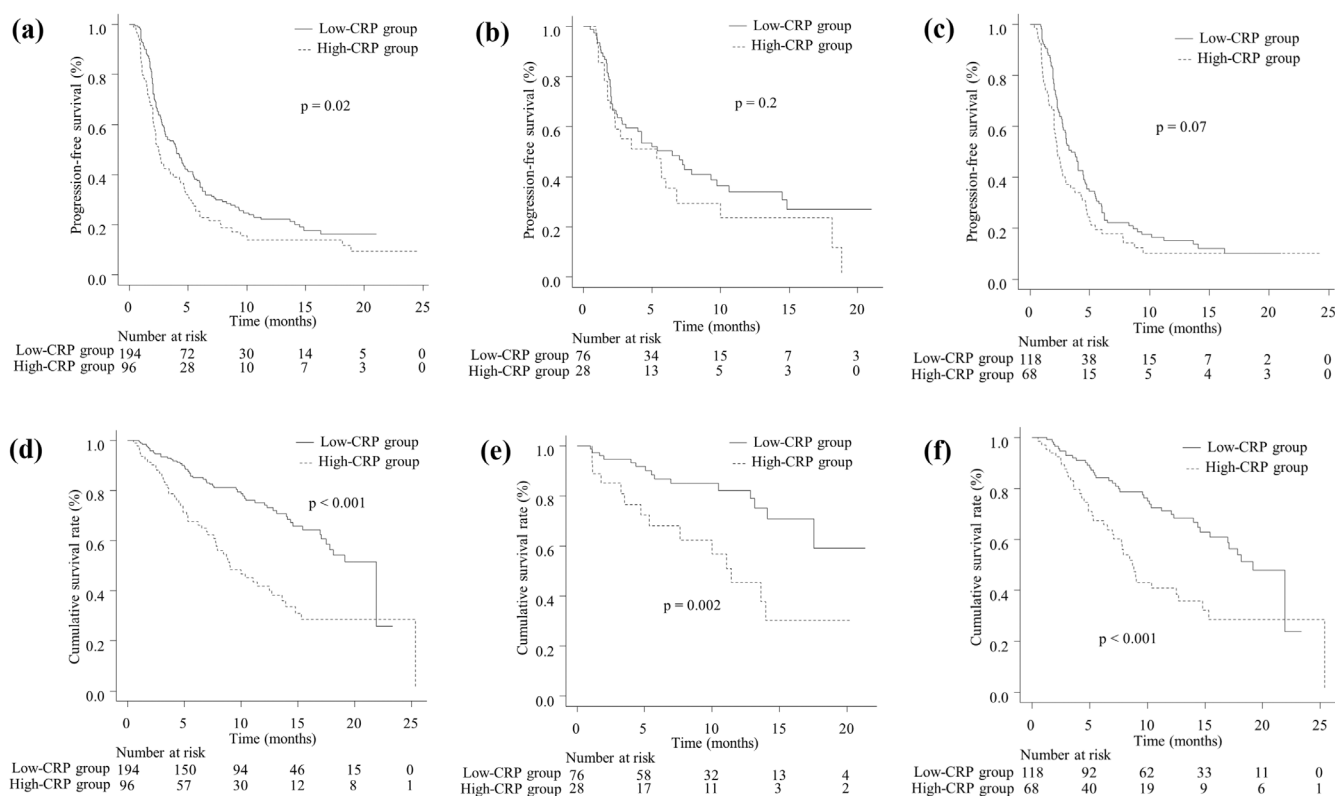 (a)
Low-CRP group
High-CRP group
p = 0.02
Progression-free survival (%)
1.0
0.8
0.6
0.4
0.2
0.0
0 5 10 15 20 25
Time (months)
Number at risk
Low-CRP group 194 72 30 14 5 0
High-CRP group 96 28 10 7 3 0
(b)
Low-CRP group
High-CRP group
p = 0.2
Progression-free survival (%)
1.0
0.8
0.6
0.4
0.2
0.0
0 5 10 15 20
Time (months)
Number at risk
Low-CRP group 76 34 15 7 3
High-CRP group 28 13 5 3 0
(c)
Low-CRP group
High-CRP group
p = 0.07
Progression-free survival (%)
1.0
0.8
0.6
0.4
0.2
0.0
0 5 10 15 20 25
Time (months)
Number at risk
Low-CRP group 118 38 15 7 2 0
High-CRP group 68 15 5 4 3 0
(d)
Low-CRP group
High-CRP group
p < 0.001
Cumulative survival rate (%)
1.0
0.8
0.6
0.4
0.2
0.0
0 5 10 15 20 25
Time (months)
Number at risk
Low-CRP group 194 150 94 46 15 0
High-CRP group 96 57 30 12 8 1
(e)
Low-CRP group
High-CRP group
p = 0.002
Cumulative survival rate (%)
1.0
0.8
0.6
0.4
0.2
0.0
0 5 10 15 20
Time (months)
Number at risk
Low-CRP group 76 58 32 13 4
High-CRP group 28 17 11 3 2
(f)
Low-CRP group
High-CRP group
p < 0.001
Cumulative survival rate (%)
1.0
0.8
0.6
0.4
0.2
0.0
0 5 10 15 20 25
Time (months)
Number at risk
Low-CRP group 118 92 62 33 11 0
High-CRP group 68 40 19 9 6 1